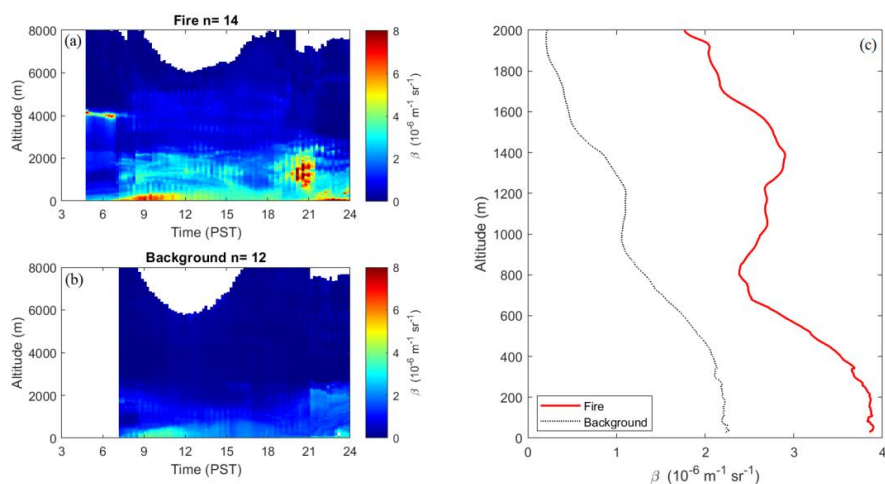 Fire n= 14
(a)
8000
6000
4000
2000
0
Altitude (m)
3 6 9 12 15 18 21 24
Time (PST)
8
6
4
2
0
β (10⁻⁶ m⁻¹ sr⁻¹)
Background n= 12
(b)
8000
6000
4000
2000
0
Altitude (m)
3 6 9 12 15 18 21 24
Time (PST)
8
6
4
2
0
β (10⁻⁶ m⁻¹ sr⁻¹)
(c)
2000
1800
1600
1400
1200
1000
800
600
400
200
0
Altitude (m)
Fire
Background
0 1 2 3 4
β (10⁻⁶ m⁻¹ sr⁻¹)